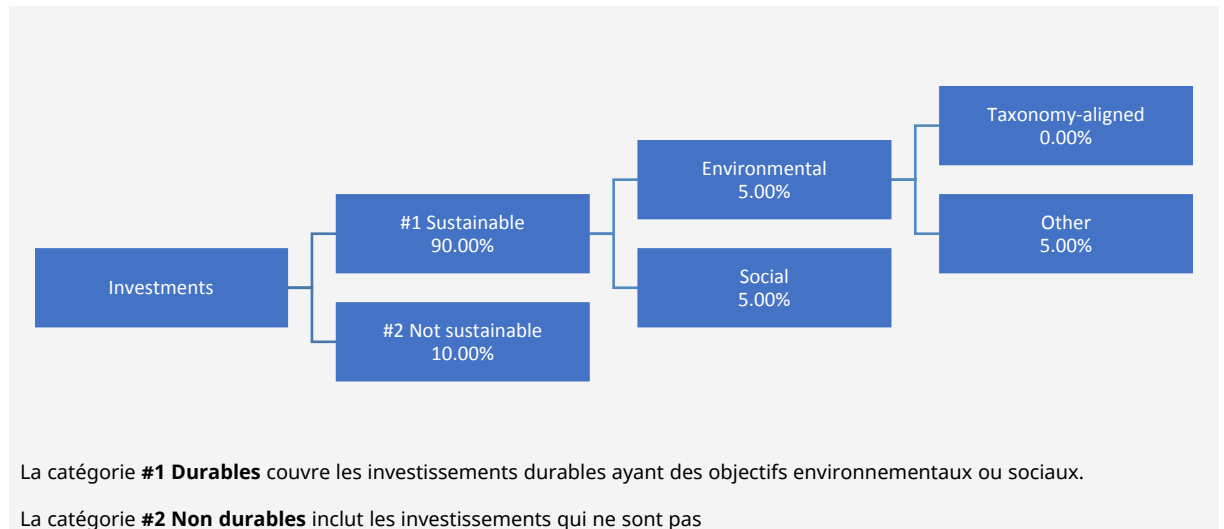 Taxonomy-aligned
0.00%
Environmental
5.00%
#1 Sustainable
90.00%
Other
5.00%
Investments
Social
5.00%
#2 Not sustainable
10.00%
La catégorie #1 Durables couvre les investissements durables ayant des objectifs environnementaux ou sociaux.
La catégorie #2 Non durables inclut les investissements qui ne sont pas